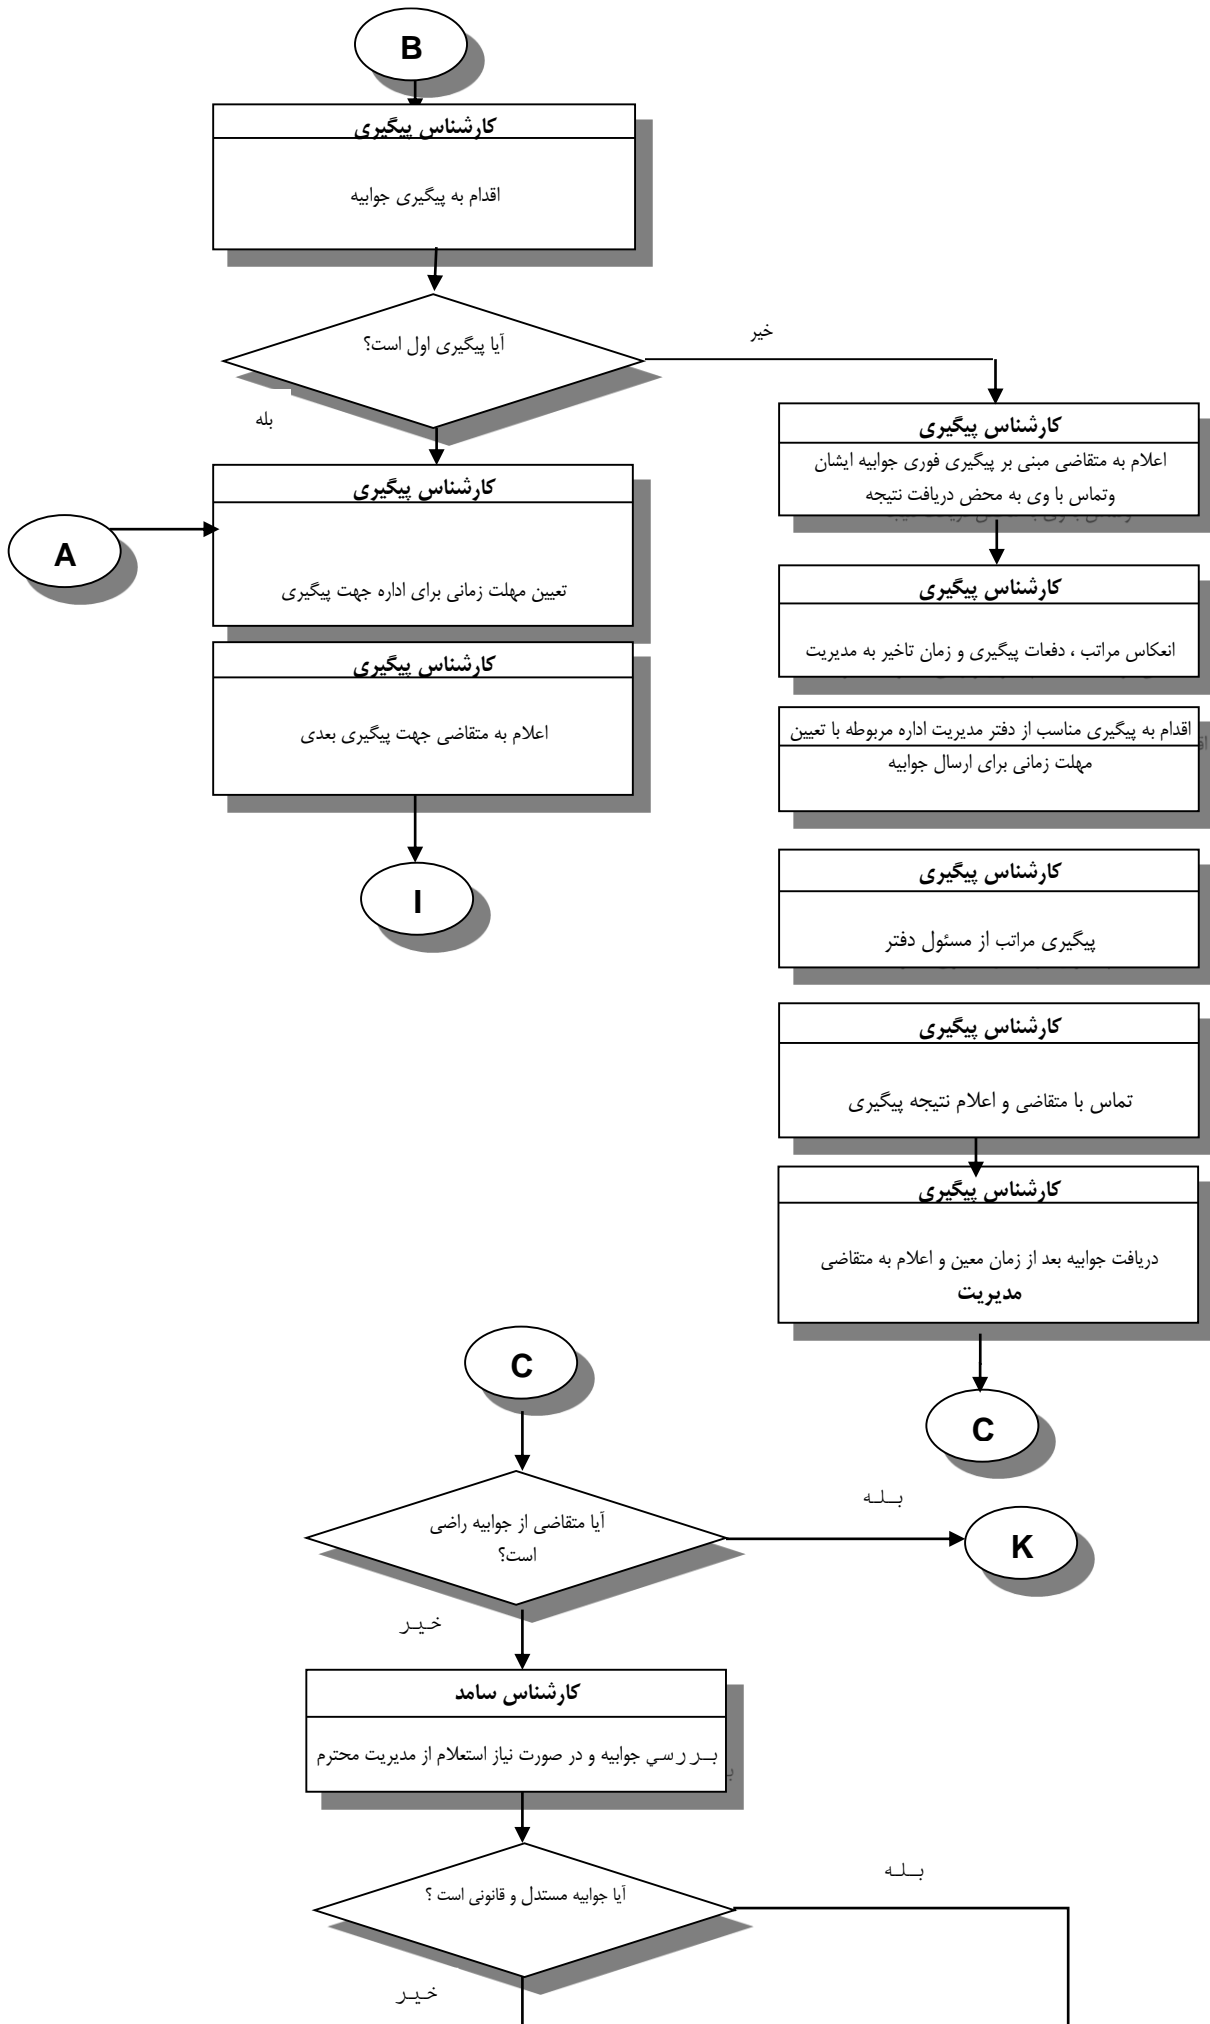 B
کارشناس پیگیری
اقدام به پیگیری جوابیه
آیا پیگیری اول است؟
خیر
بله
کارشناس پیگیری
اعلام به متقاضی مبنی بر پیگیری فوری جوابیه ایشان
وتماس با وی به محض دریافت نتیجه
کارشناس پیگیری
تعیین مهلت زمانی برای اداره جهت پیگیری
A
کارشناس پیگیری
انعکاس مراتب ، دفعات پیگیری و زمان تاخیر به مدیریت
کارشناس پیگیری
اعلام به متقاضی جهت پیگیری بعدی
اقدام به پیگیری مناسب از دفتر مدیریت اداره مربوطه با تعیین
مهلت زمانی برای ارسال جوابیه
I
کارشناس پیگیری
پیگیری مراتب از مسئول دفتر
کارشناس پیگیری
تماس با متقاضی و اعلام نتیجه پیگیری
کارشناس پیگیری
دریافت جوابیه بعد از زمان معین و اعلام به متقاضی
مدیریت
C
C
آیا متقاضی از جوابیه راضی
است؟
بـلـه
K
خـیـر
کارشناس سامد
بـررسي جوابیه و در صورت نیاز استعلام از مدیریت محترم
آیا جوابیه مستدل و قانونی است ؟
بـلـه
خـیـر